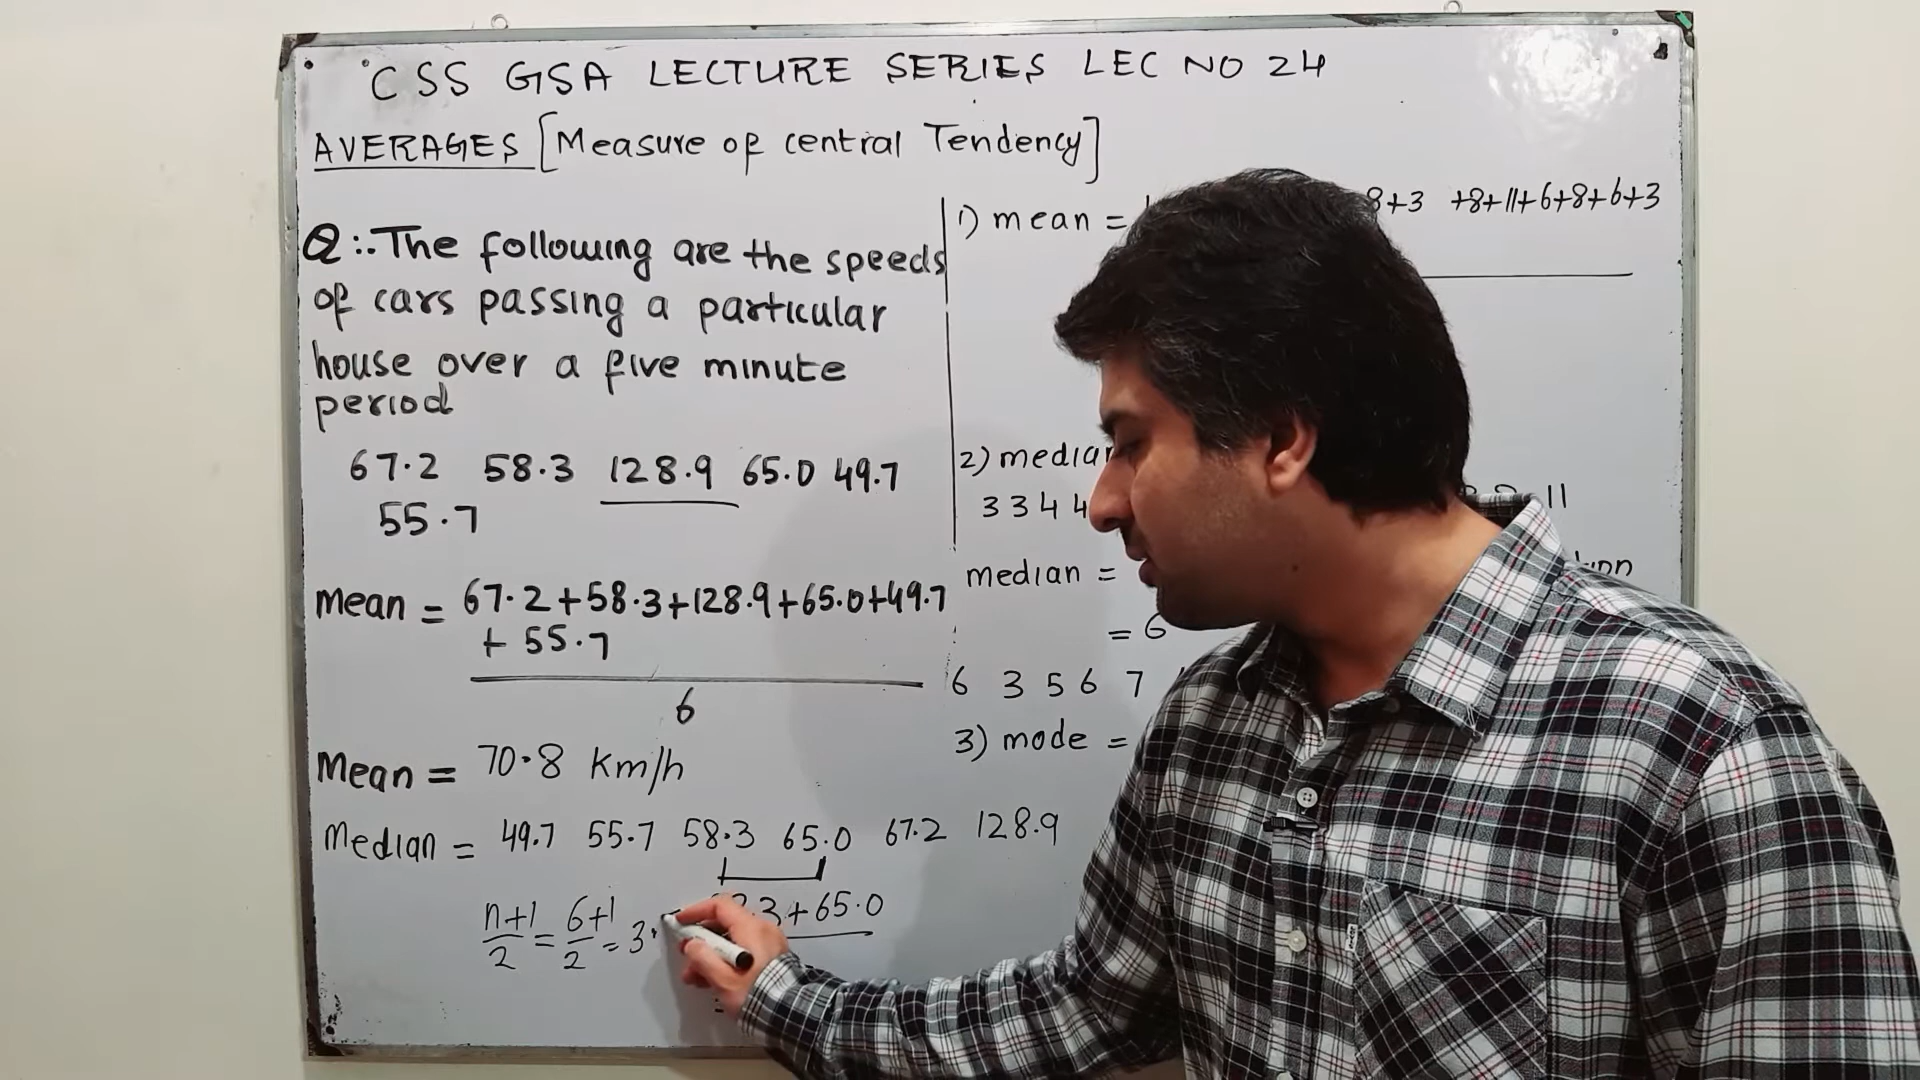 CSS GSA LECTURE SERIES LEC NO 24
AVERAGES [Measure of central Tendency]
Q:. The following are the speeds
of cars passing a particular
house over a five minute
period
67.2 58.3 128.9 65.0 49.7
55.7
Mean = 67.2+58.3+128.9+65.0+49.7
+ 55.7
6
Mean = 70.8 km/h
Median = 49.7 55.7 58.3 65.0 67.2 128.9
n+1/2 = 6+1/2 = 3.
.3+65.0
1) mean =
8+3 +8+11+6+8+6+3
2) media
3 3 4 4
11
median =
= 6
6 3 5 6 7
3) mode =